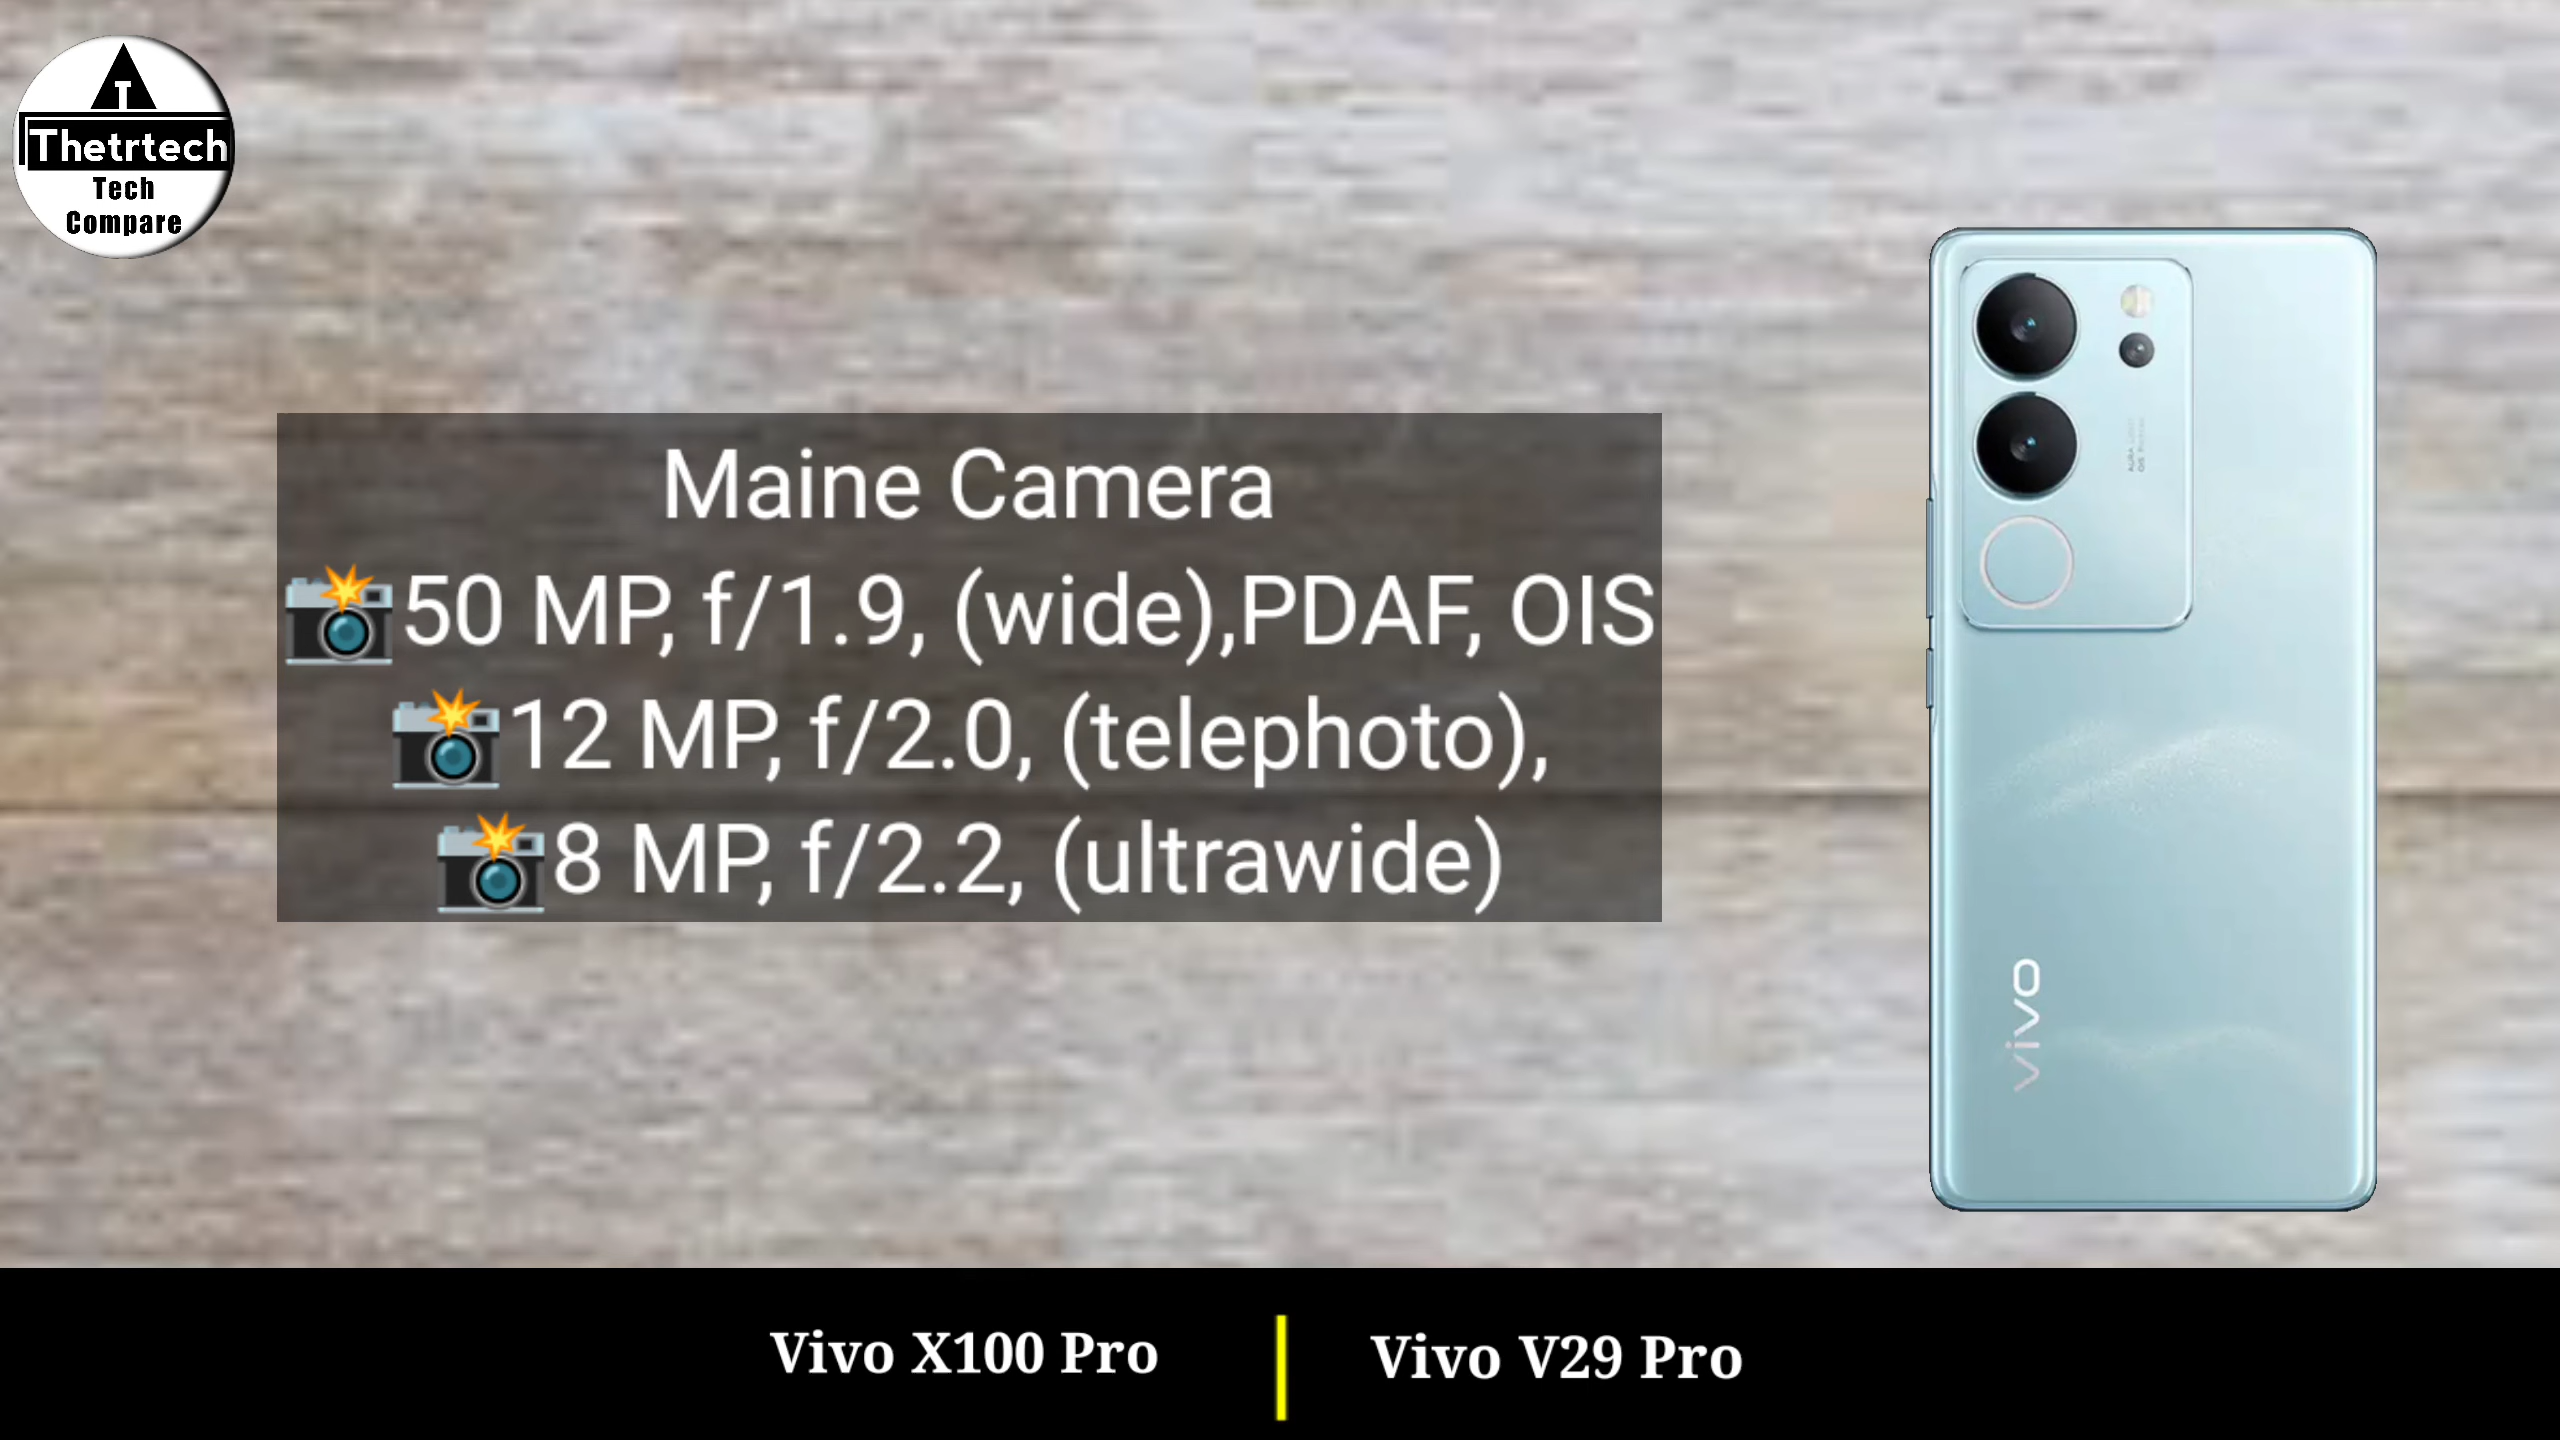 T
Thetrtech
Tech
Compare
Maine Camera
📸50 MP, f/1.9, (wide),PDAF, OIS
📸12 MP, f/2.0, (telephoto),
📸8 MP, f/2.2, (ultrawide)
vivo
Vivo X100 Pro
Vivo V29 Pro